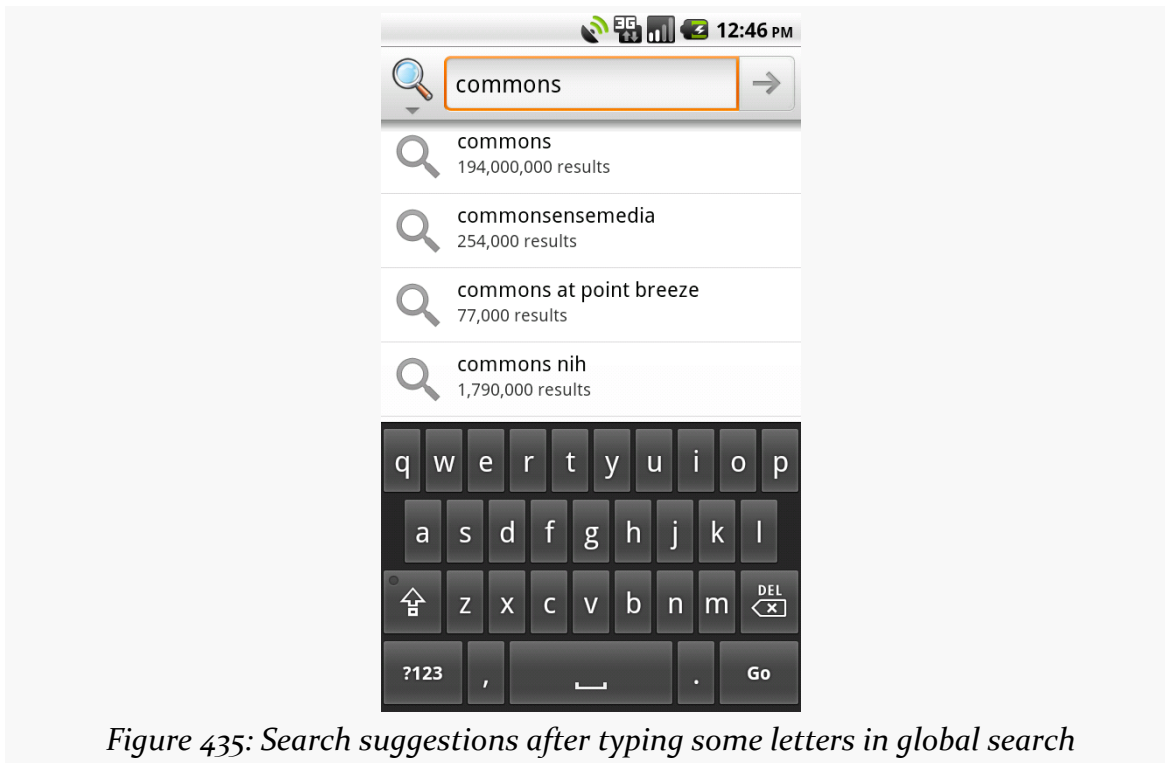 3G 12:46 PM
commons
commons
194,000,000 results
commonsensemedia
254,000 results
commons at point breeze
77,000 results
commons nih
1,790,000 results
q w e r t y u i o p
a s d f g h j k l
z x c v b n m DEL
?123 , . Go
Figure 435: Search suggestions after typing some letters in global search